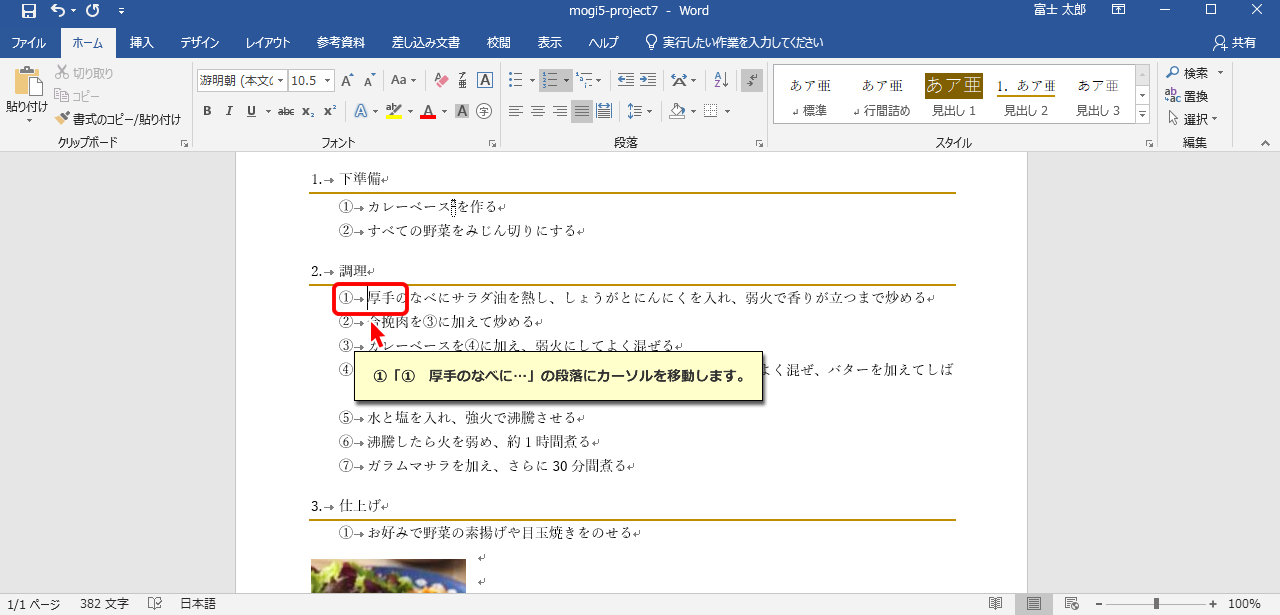 mogi5-project7 - Word
富士 太郎
ファイル ホーム 挿入 デザイン レイアウト 参考資料 差し込み文書 校閲 表示 ヘルプ 実行したい作業を入力してください 共有
貼り付け
切り取り
コピー
書式のコピー/貼り付け
クリップボード
游明朝 (本文の 10.5
フォント
段落
あア亜 標準
あア亜 行間詰め
あア亜 見出し 1
1. あア亜 見出し 2
あア亜 見出し 3
スタイル
検索
置換
選択
編集
1. 下準備
① カレーベースを作る
② すべての野菜をみじん切りにする
2. 調理
① 厚手のなべにサラダ油を熱し、しょうがとにんにくを入れ、弱火で香りが立つまで炒める
② 合挽肉を③に加えて炒める
③ カレーベースを④に加え、弱火にしてよく混ぜる
④ よく混ぜ、バターを加えてしば
①「① 厚手のなべに…」の段落にカーソルを移動します。
⑤ 水と塩を入れ、強火で沸騰させる
⑥ 沸騰したら火を弱め、約１時間煮る
⑦ ガラムマサラを加え、さらに 30 分間煮る
3. 仕上げ
① お好みで野菜の素揚げや目玉焼きをのせる
1/1 ページ 382 文字 日本語 100%